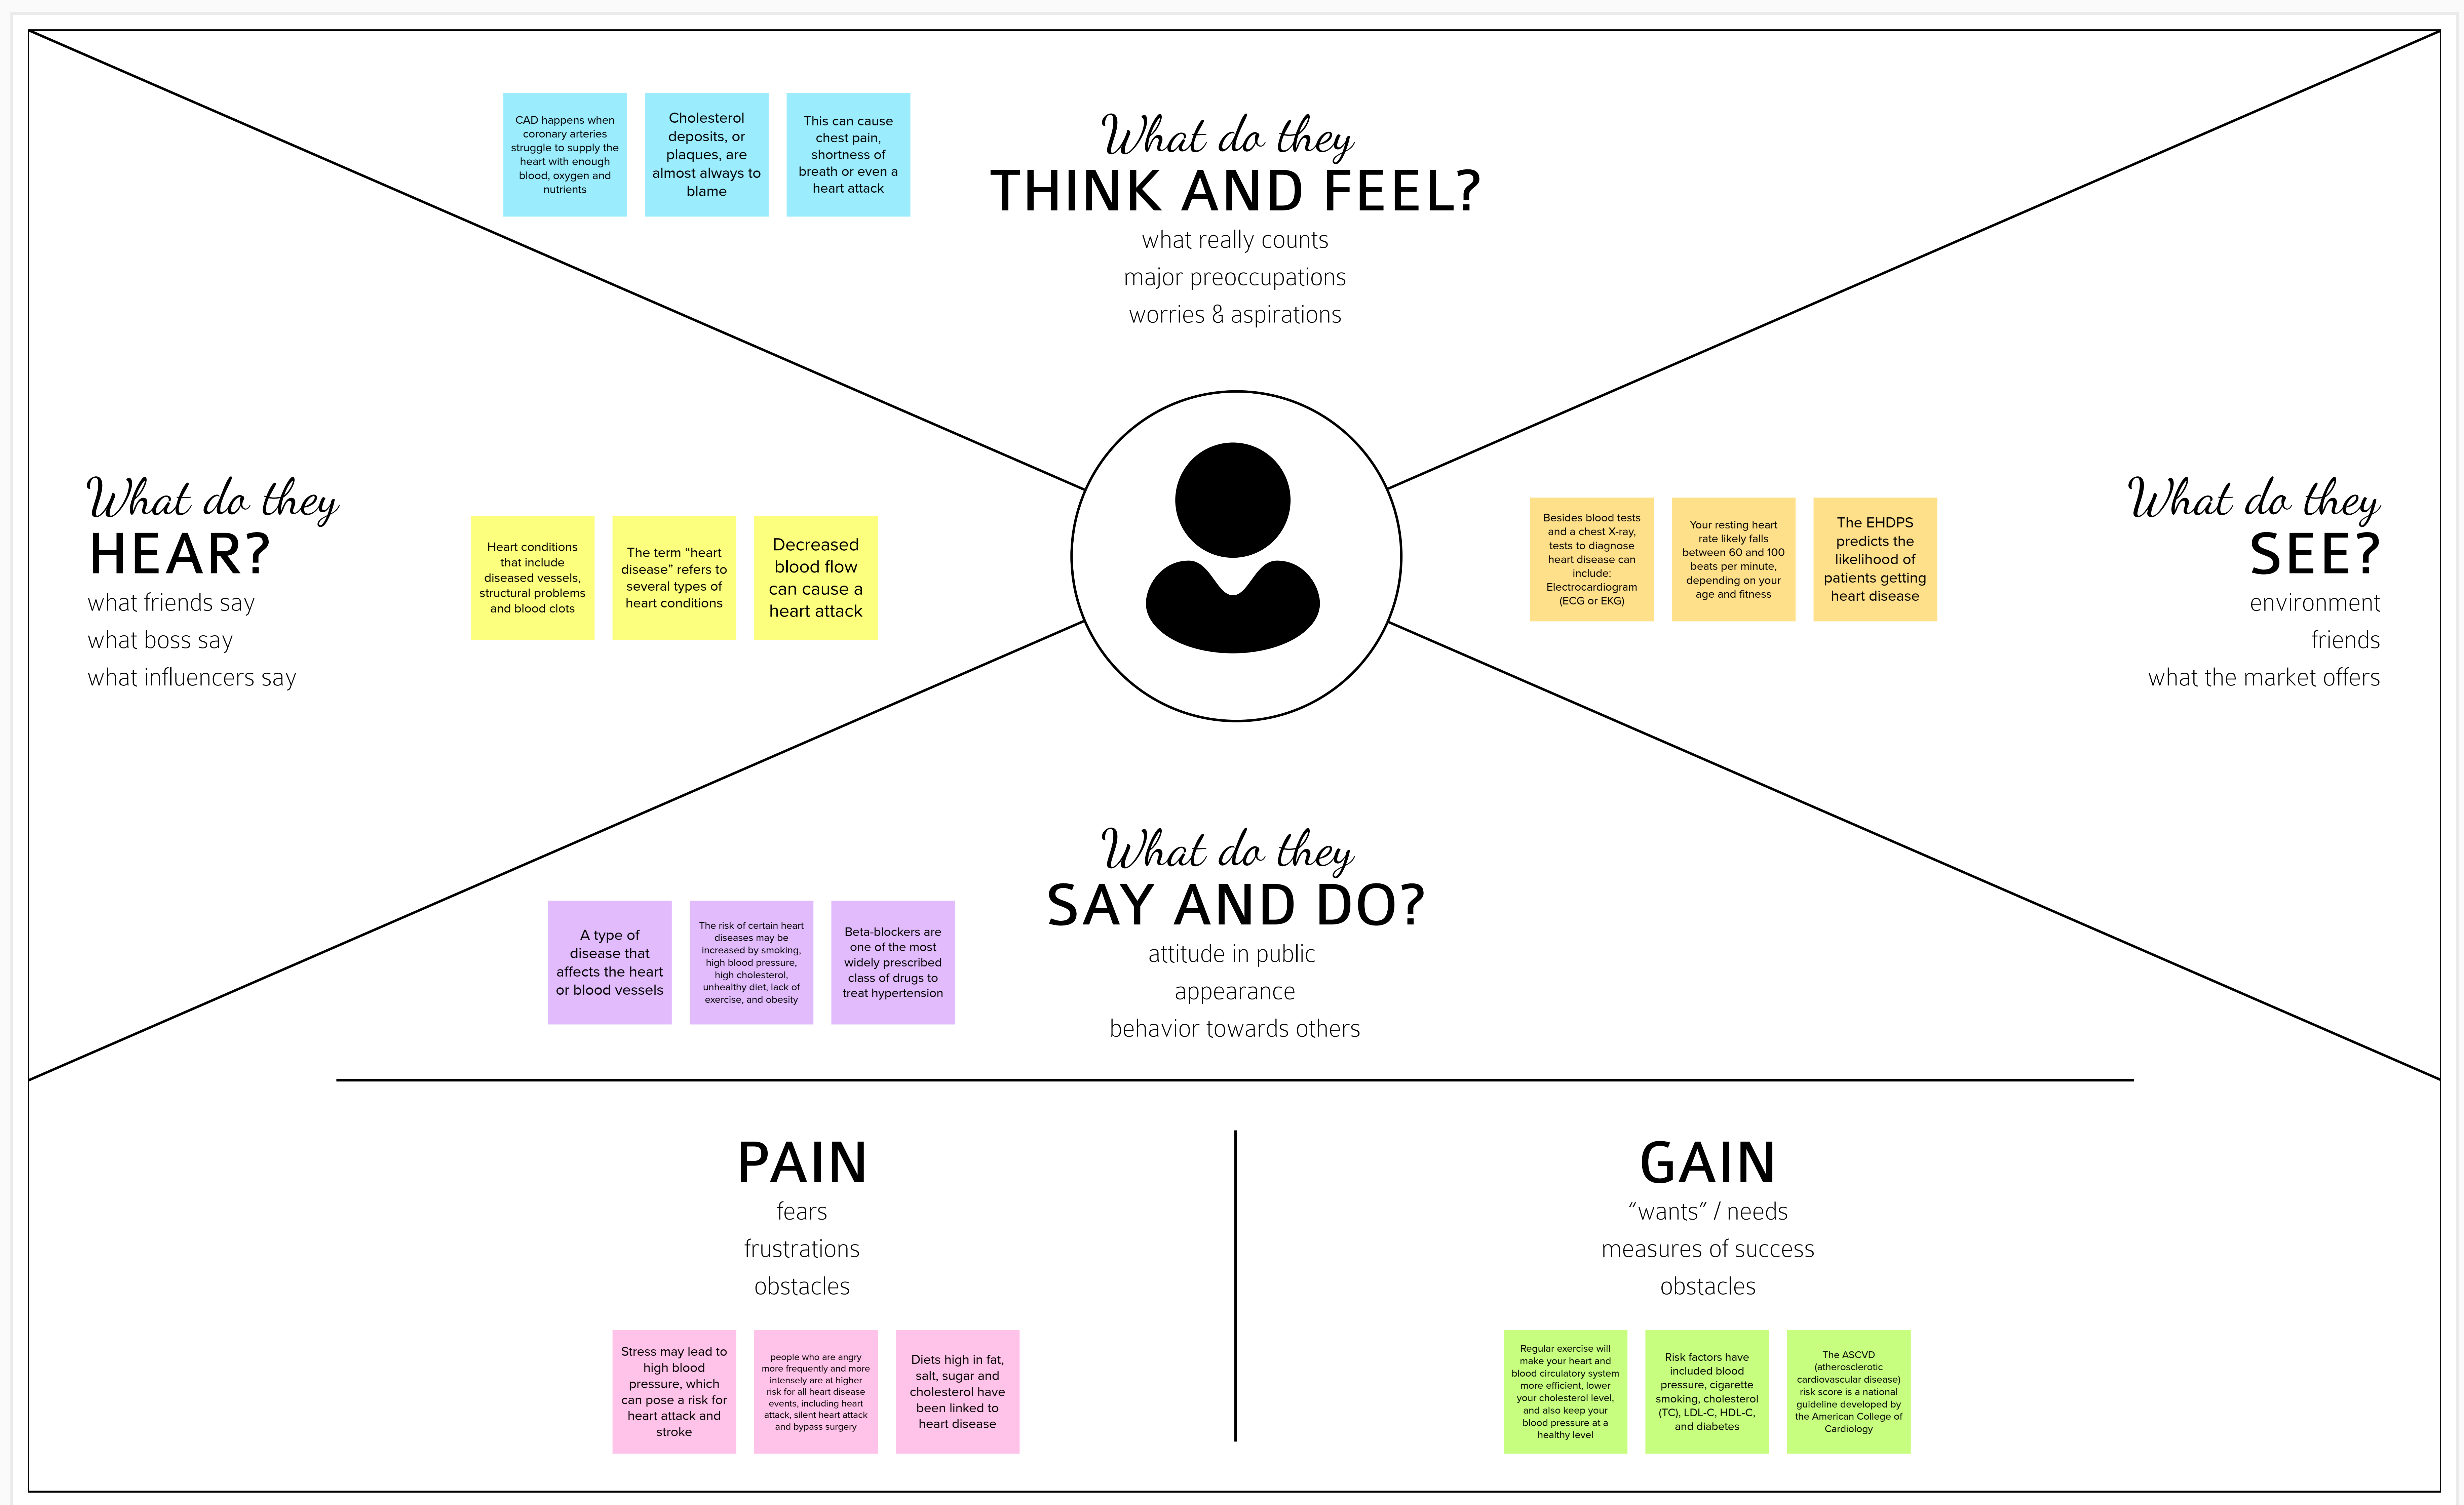 CAD happens when
coronary arteries
struggle to supply the
heart with enough
blood, oxygen and
nutrients
Cholesterol
deposits, or
plaques, are
almost always to
blame
This can cause
chest pain,
shortness of
breath or even a
heart attack
What do they
THINK AND FEEL?
what really counts
major preoccupations
worries & aspirations
What do they
HEAR?
what friends say
what boss say
what influencers say
Heart conditions
that include
diseased vessels,
structural problems
and blood clots
The term “heart
disease” refers to
several types of
heart conditions
Decreased
blood flow
can cause a
heart attack
Besides blood tests
and a chest X-ray,
tests to diagnose
heart disease can
include:
Electrocardiogram
(ECG or EKG)
Your resting heart
rate likely falls
between 60 and 100
beats per minute,
depending on your
age and fitness
The EHDPS
predicts the
likelihood of
patients getting
heart disease
What do they
SEE?
environment
friends
what the market offers
What do they
SAY AND DO?
attitude in public
appearance
behavior towards others
A type of
disease that
affects the heart
or blood vessels
The risk of certain heart
diseases may be
increased by smoking,
high blood pressure,
high cholesterol,
unhealthy diet, lack of
exercise, and obesity
Beta-blockers are
one of the most
widely prescribed
class of drugs to
treat hypertension
PAIN
fears
frustrations
obstacles
Stress may lead to
high blood
pressure, which
can pose a risk for
heart attack and
stroke
people who are angry
more frequently and more
intensely are at higher
risk for all heart disease
events, including heart
attack, silent heart attack
and bypass surgery
Diets high in fat,
salt, sugar and
cholesterol have
been linked to
heart disease
GAIN
“wants” / needs
measures of success
obstacles
Regular exercise will
make your heart and
blood circulatory system
more efficient, lower
your cholesterol level,
and also keep your
blood pressure at a
healthy level
Risk factors have
included blood
pressure, cigarette
smoking, cholesterol
(TC), LDL-C, HDL-C,
and diabetes
The ASCVD
(atherosclerotic
cardiovascular disease)
risk score is a national
guideline developed by
the American College of
Cardiology